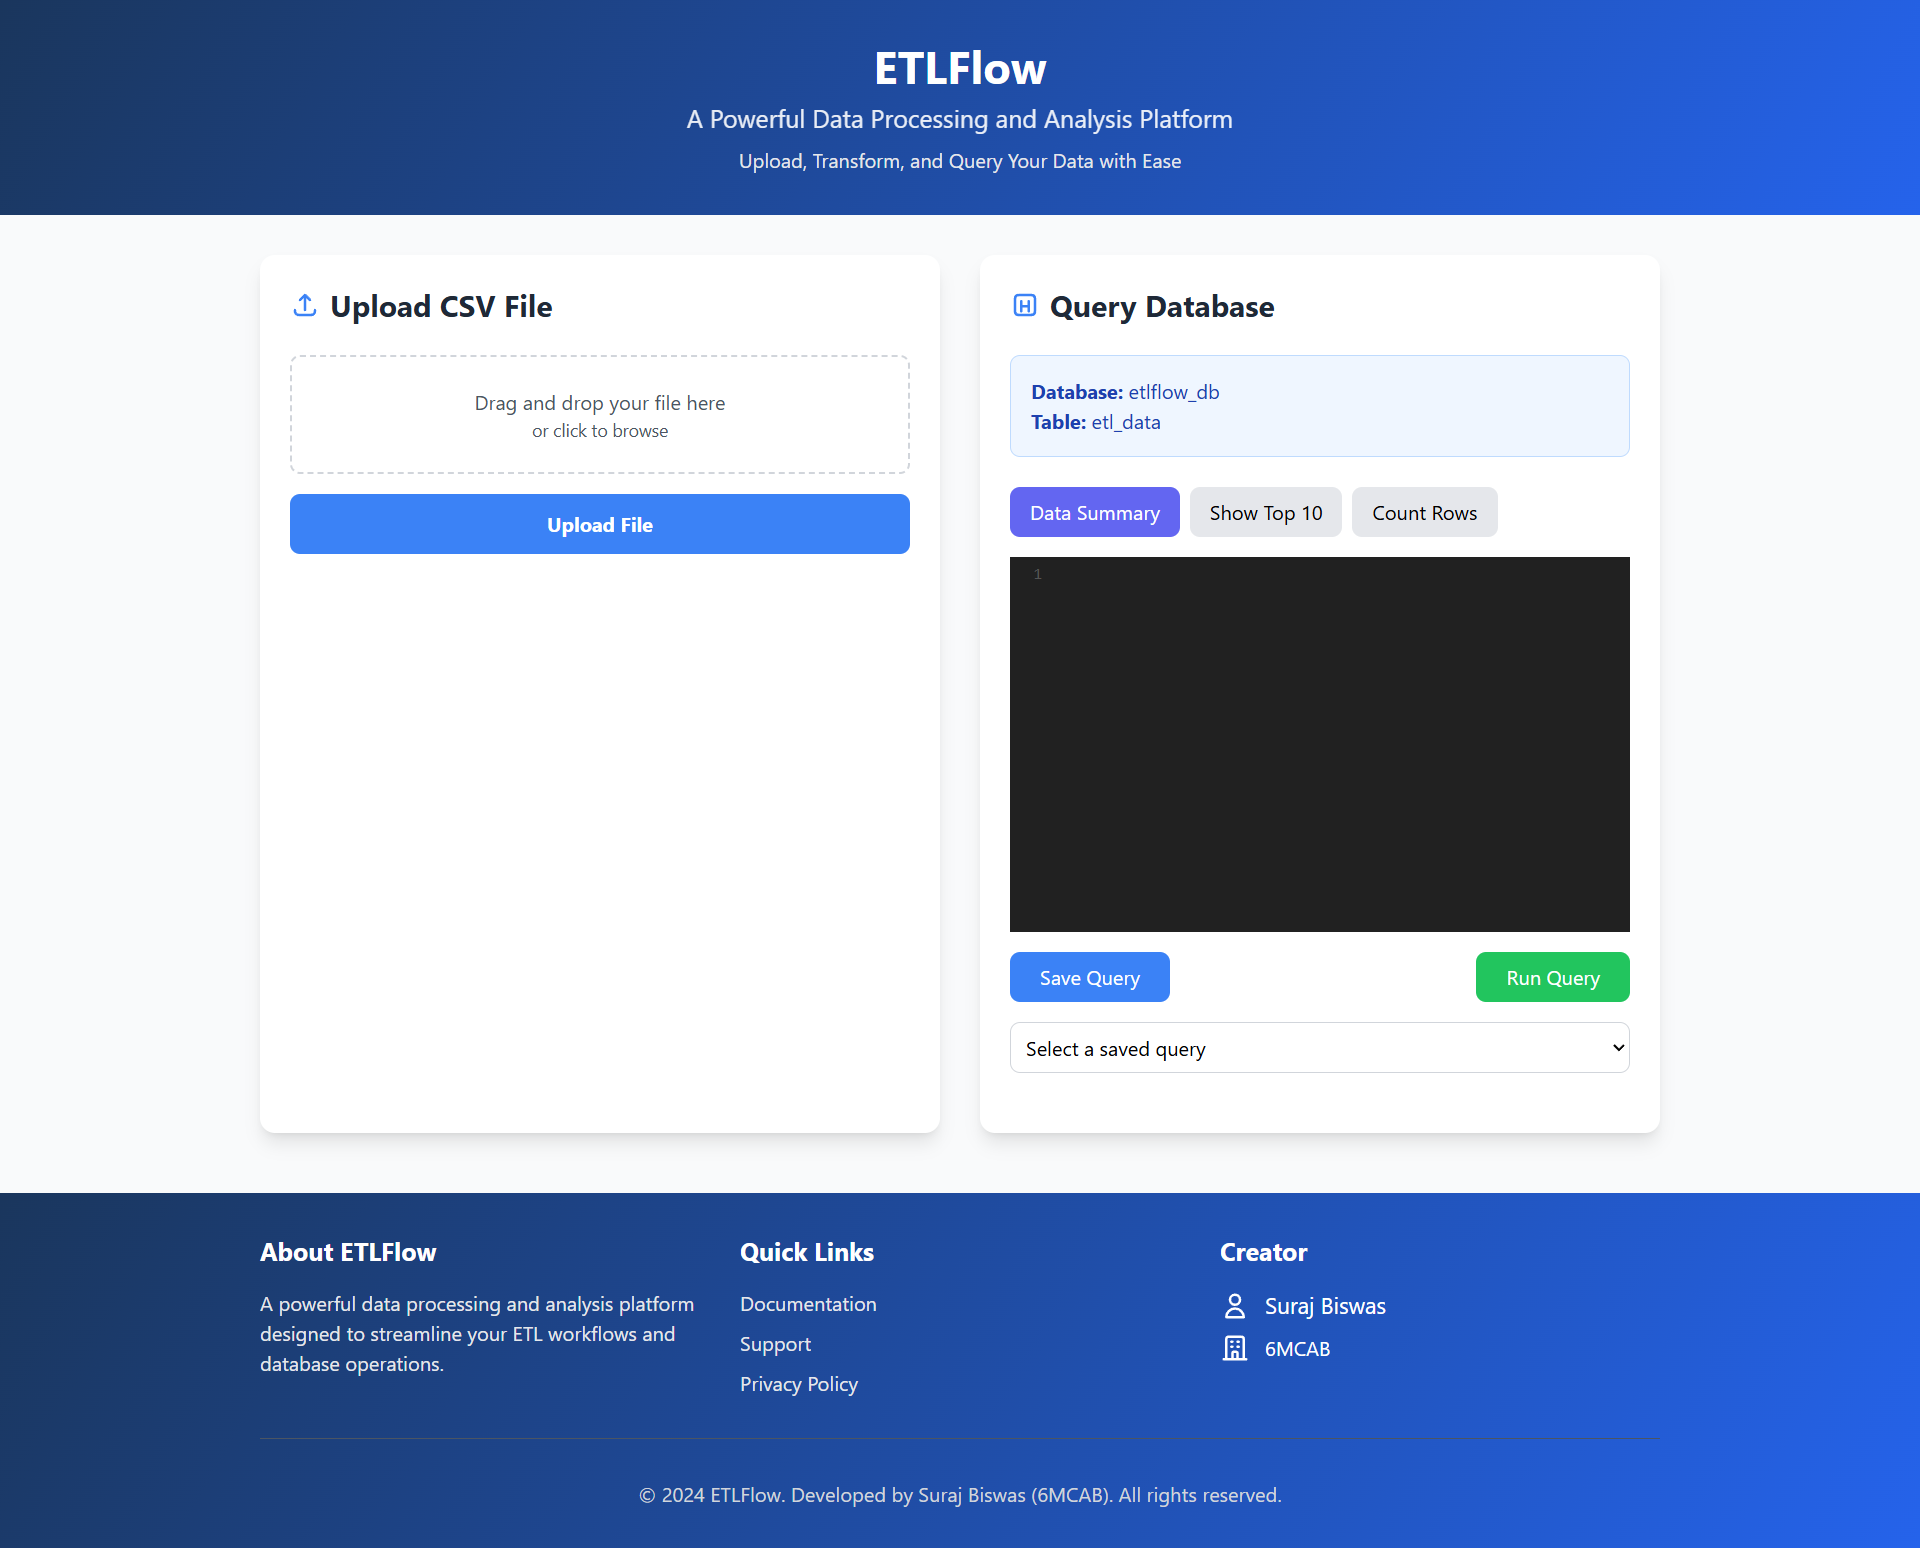 ETLFlow
A Powerful Data Processing and Analysis Platform
Upload, Transform, and Query Your Data with Ease
Upload CSV File
Drag and drop your file here
or click to browse
Upload File
Query Database
Database: etlflow_db
Table: etl_data
Data Summary
Show Top 10
Count Rows
1
Save Query
Run Query
Select a saved query
About ETLFlow
A powerful data processing and analysis platform
designed to streamline your ETL workflows and
database operations.
Quick Links
Documentation
Support
Privacy Policy
Creator
Suraj Biswas
6MCAB
© 2024 ETLFlow. Developed by Suraj Biswas (6MCAB). All rights reserved.